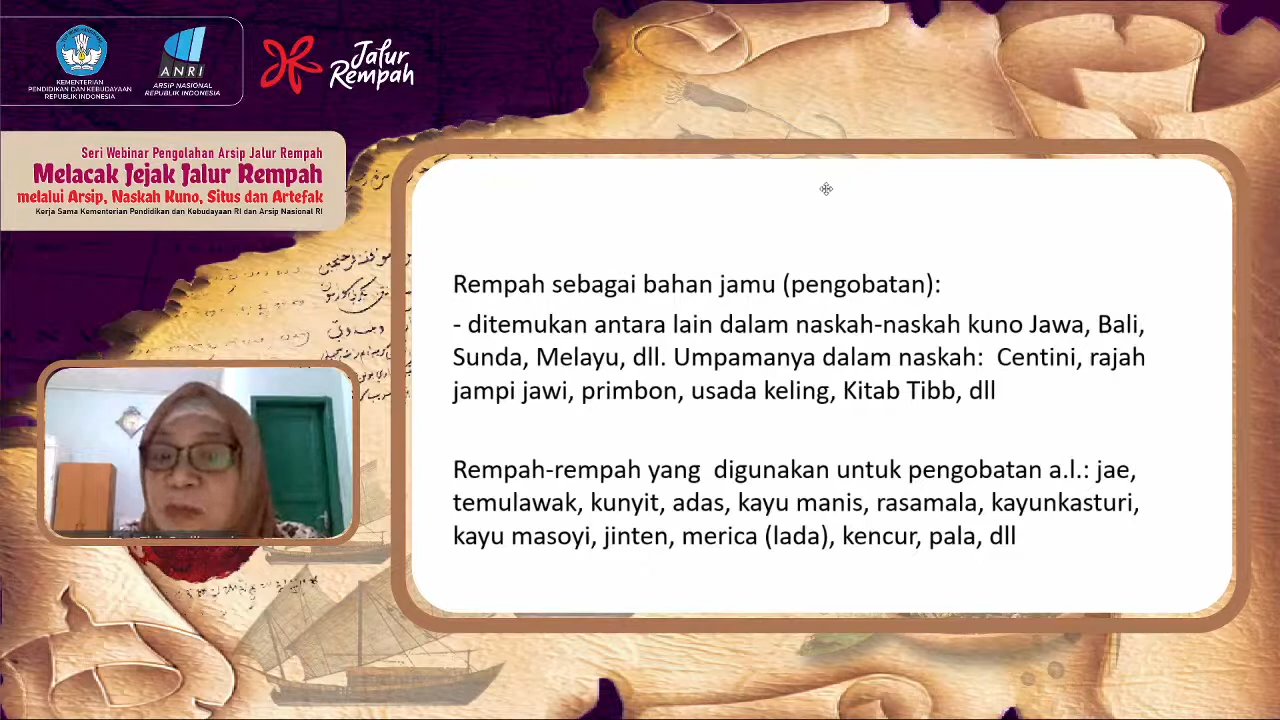 KEMENTERIAN
PENDIDIKAN DAN KEBUDAYAAN
REPUBLIK INDONESIA
ANRI
ARSIP NASIONAL
REPUBLIK INDONESIA
Jalur
Rempah
Seri Webinar Pengolahan Arsip Jalur Rempah
Melacak Jejak Jalur Rempah
melalui Arsip, Naskah Kuno, Situs dan Artefak
Kerja Sama Kementerian Pendidikan dan Kebudayaan RI dan Arsip Nasional RI
Rempah sebagai bahan jamu (pengobatan):
- ditemukan antara lain dalam naskah-naskah kuno Jawa, Bali,
Sunda, Melayu, dll. Umpamanya dalam naskah: Centini, rajah
jampi jawi, primbon, usada keling, Kitab Tibb, dll
Rempah-rempah yang digunakan untuk pengobatan a.l.: jae,
temulawak, kunyit, adas, kayu manis, rasamala, kayunkasturi,
kayu masoyi, jinten, merica (lada), kencur, pala, dll